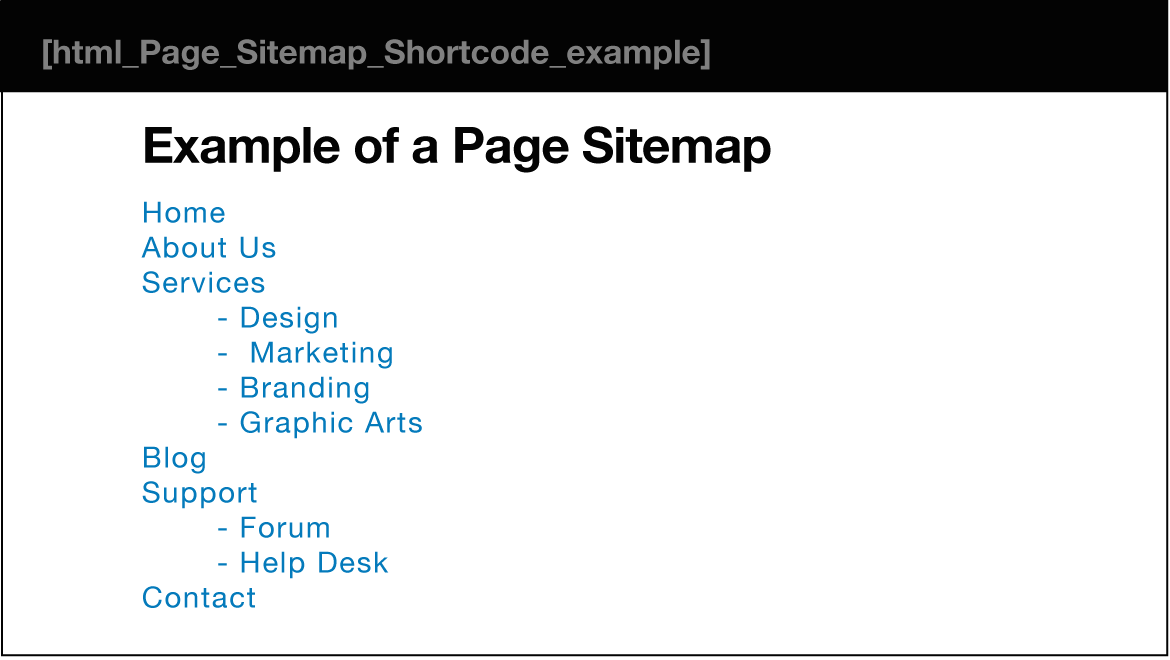 [html_Page_Sitemap_Shortcode_example]
Example of a Page Sitemap
Home
About Us
Services
- Design
- Marketing
- Branding
- Graphic Arts
Blog
Support
- Forum
- Help Desk
Contact